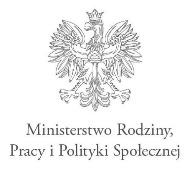 Ministerstwo Rodziny,
Pracy i Polityki Społecznej